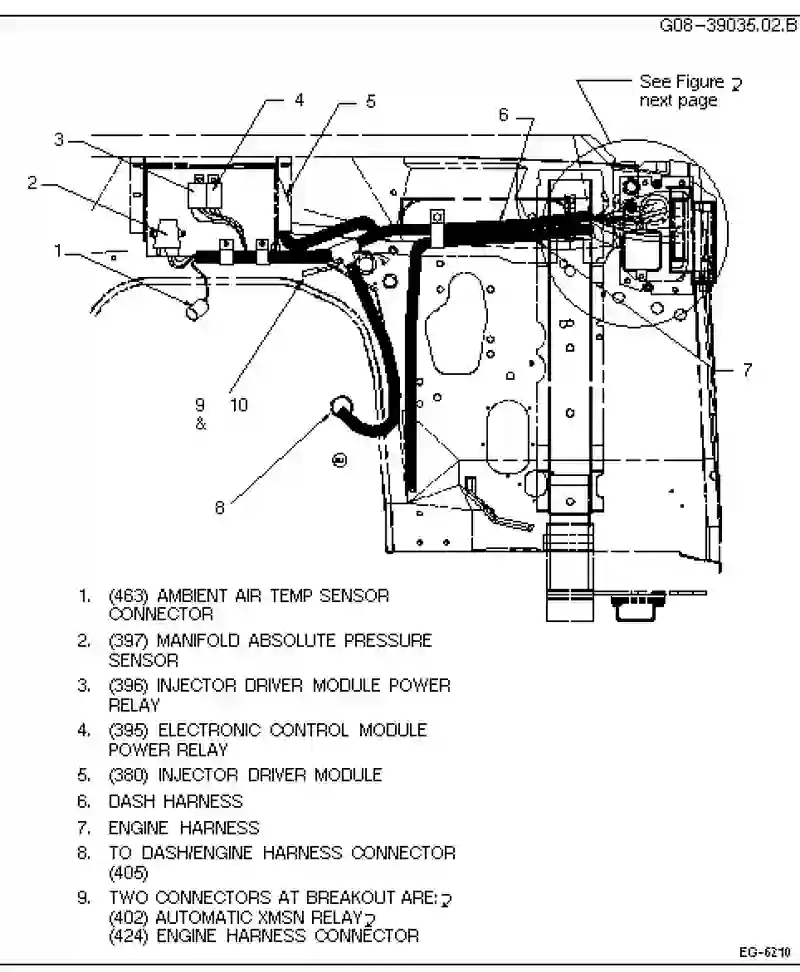 G08-39035.02.B
See Figure 2
next page
4
5
6
3
2
1
7
9 10
&
8
1. (463) AMBIENT AIR TEMP SENSOR
CONNECTOR
2. (397) MANIFOLD ABSOLUTE PRESSURE
SENSOR
3. (396) INJECTOR DRIVER MODULE POWER
RELAY
4. (395) ELECTRONIC CONTROL MODULE
POWER RELAY
5. (380) INJECTOR DRIVER MODULE
6. DASH HARNESS
7. ENGINE HARNESS
8. TO DASH/ENGINE HARNESS CONNECTOR
(405)
9. TWO CONNECTORS AT BREAKOUT ARE:
(402) AUTOMATIC XMSN RELAY
(424) ENGINE HARNESS CONNECTOR
EG-6210